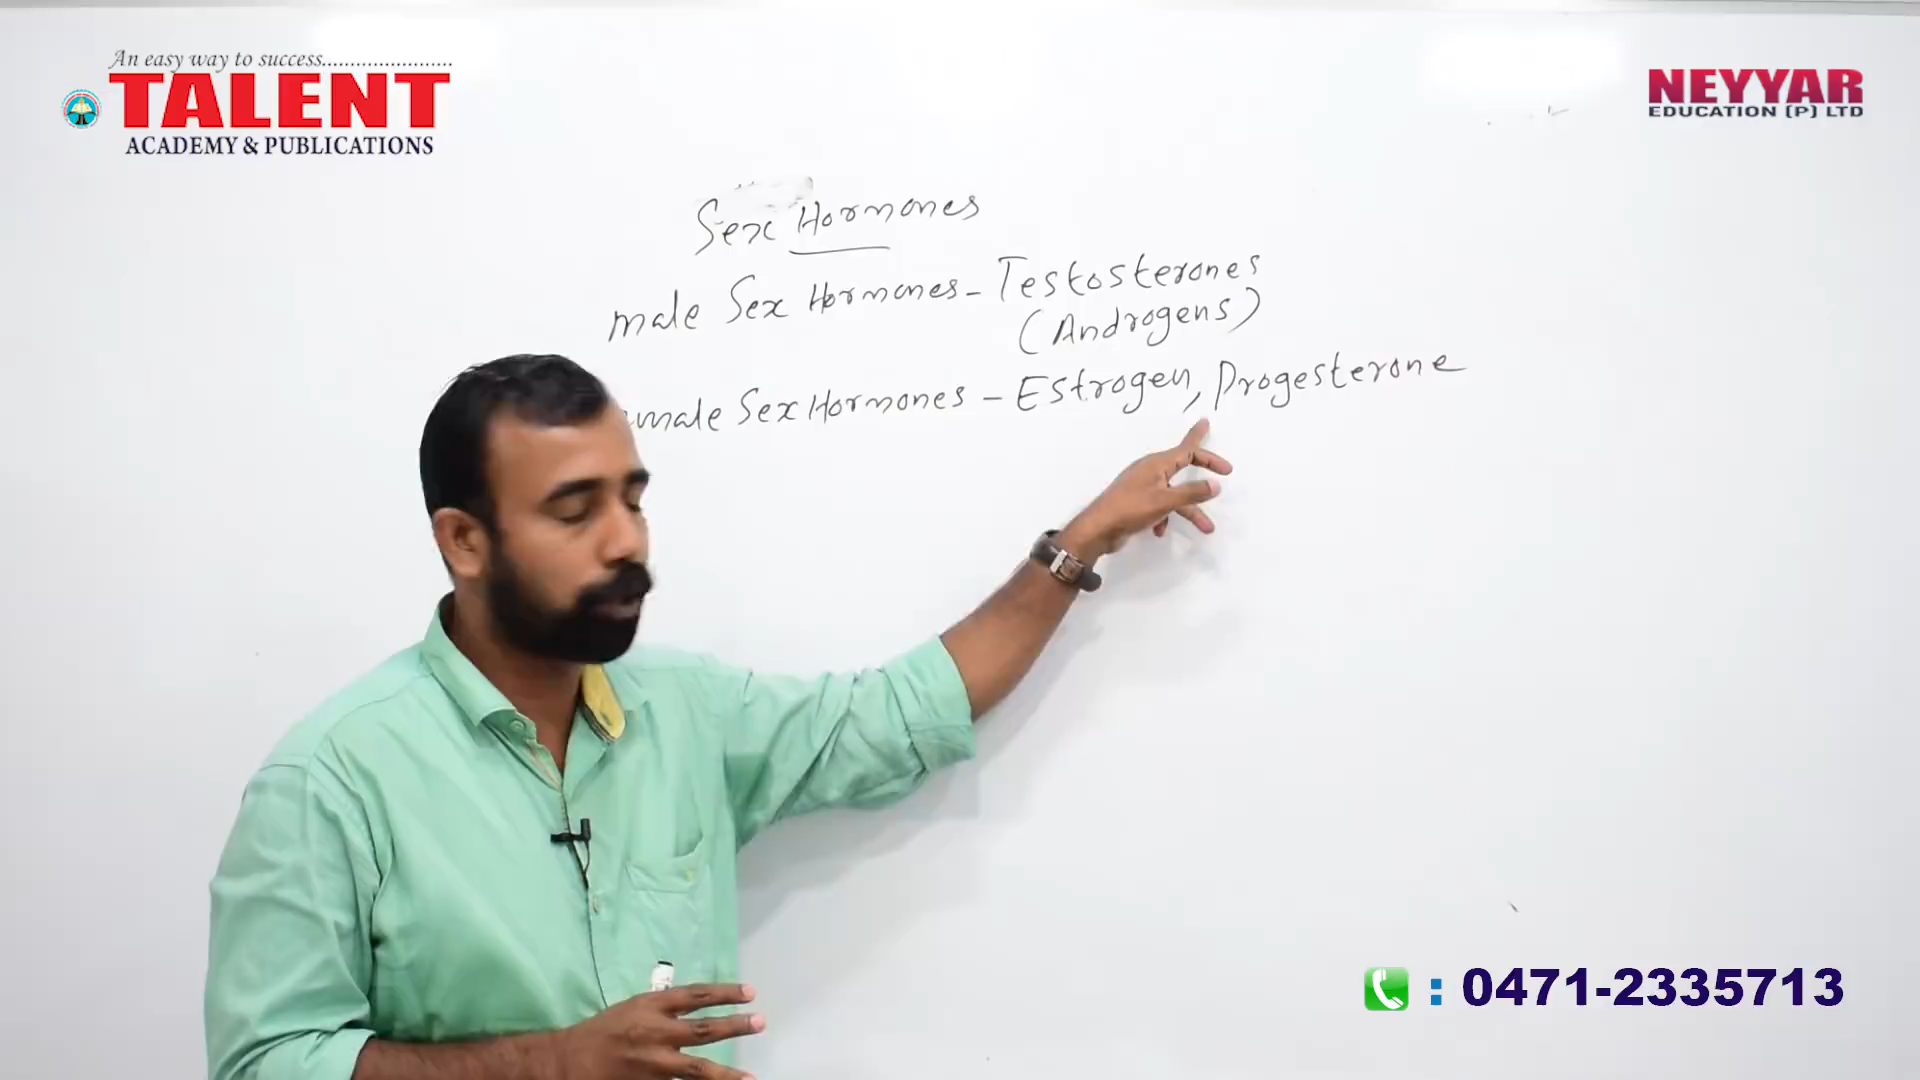 An easy way to success........................
TALENT
ACADEMY & PUBLICATIONS
NEYYAR
EDUCATION (P) LTD
Sex Hormones
male Sex Hormones - Testosterones
(Androgens)
male Sex Hormones - Estrogen, Progesterone
: 0471-2335713